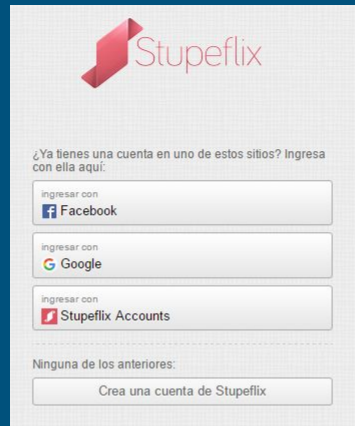 Stupeflix
¿Ya tienes una cuenta en uno de estos sitios? Ingresa
con ella aquí:
ingresar con
Facebook
ingresar con
Google
ingresar con
Stupeflix Accounts
Ninguna de los anteriores:
Crea una cuenta de Stupeflix